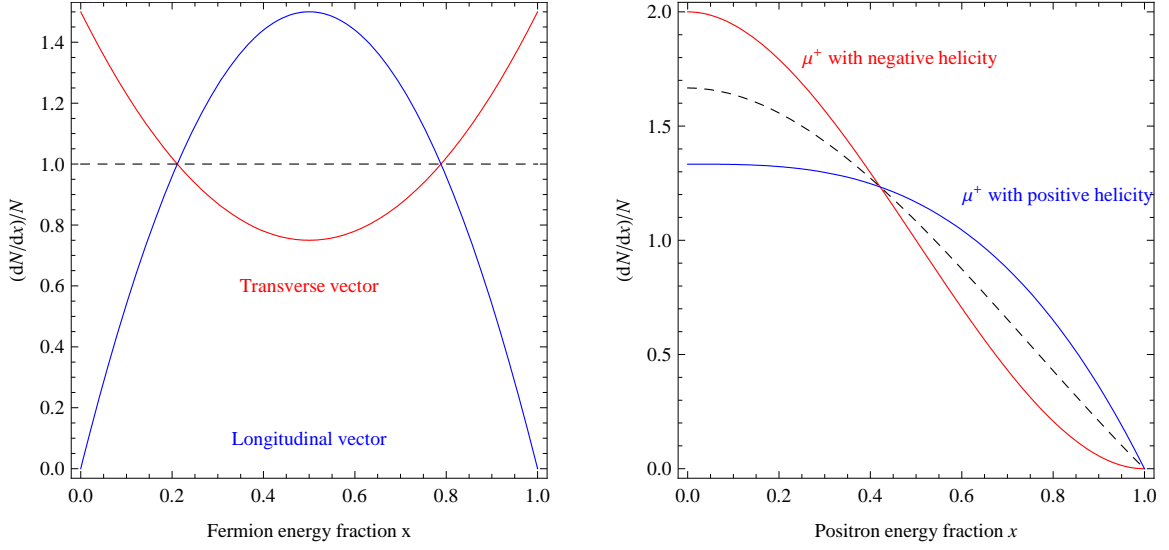 1.4
1.2
1.0
0.8
0.6
0.4
0.2
0.0
(dN/dx)/N
Transverse vector
Longitudinal vector
0.0 0.2 0.4 0.6 0.8 1.0
Fermion energy fraction x
2.0
1.5
1.0
0.5
0.0
(dN/dx)/N
μ⁺ with negative helicity
μ⁺ with positive helicity
0.0 0.2 0.4 0.6 0.8 1.0
Positron energy fraction x